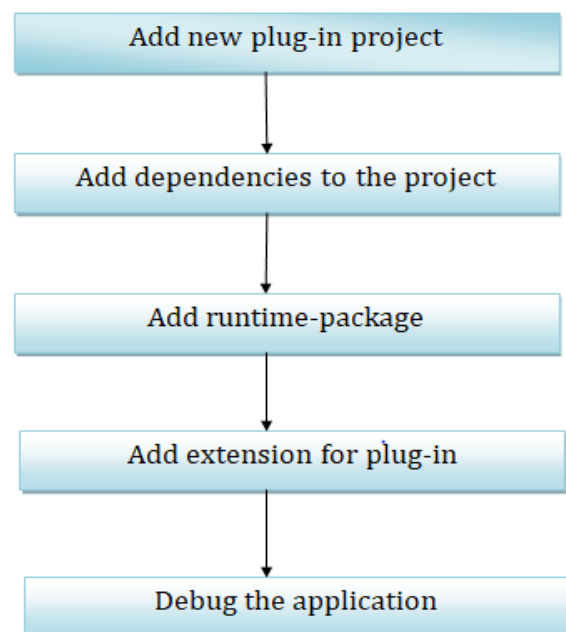 Add new plug-in project
Add dependencies to the project
Add runtime-package
Add extension for plug-in
Debug the application